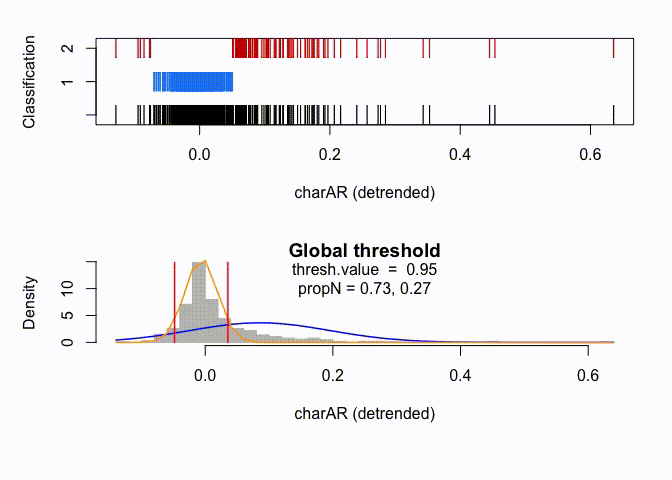 Classification
2
1
0.0 0.2 0.4 0.6
charAR (detrended)
Global threshold
thresh.value = 0.95
propN = 0.73, 0.27
Density
10
5
0
0.0 0.2 0.4 0.6
charAR (detrended)